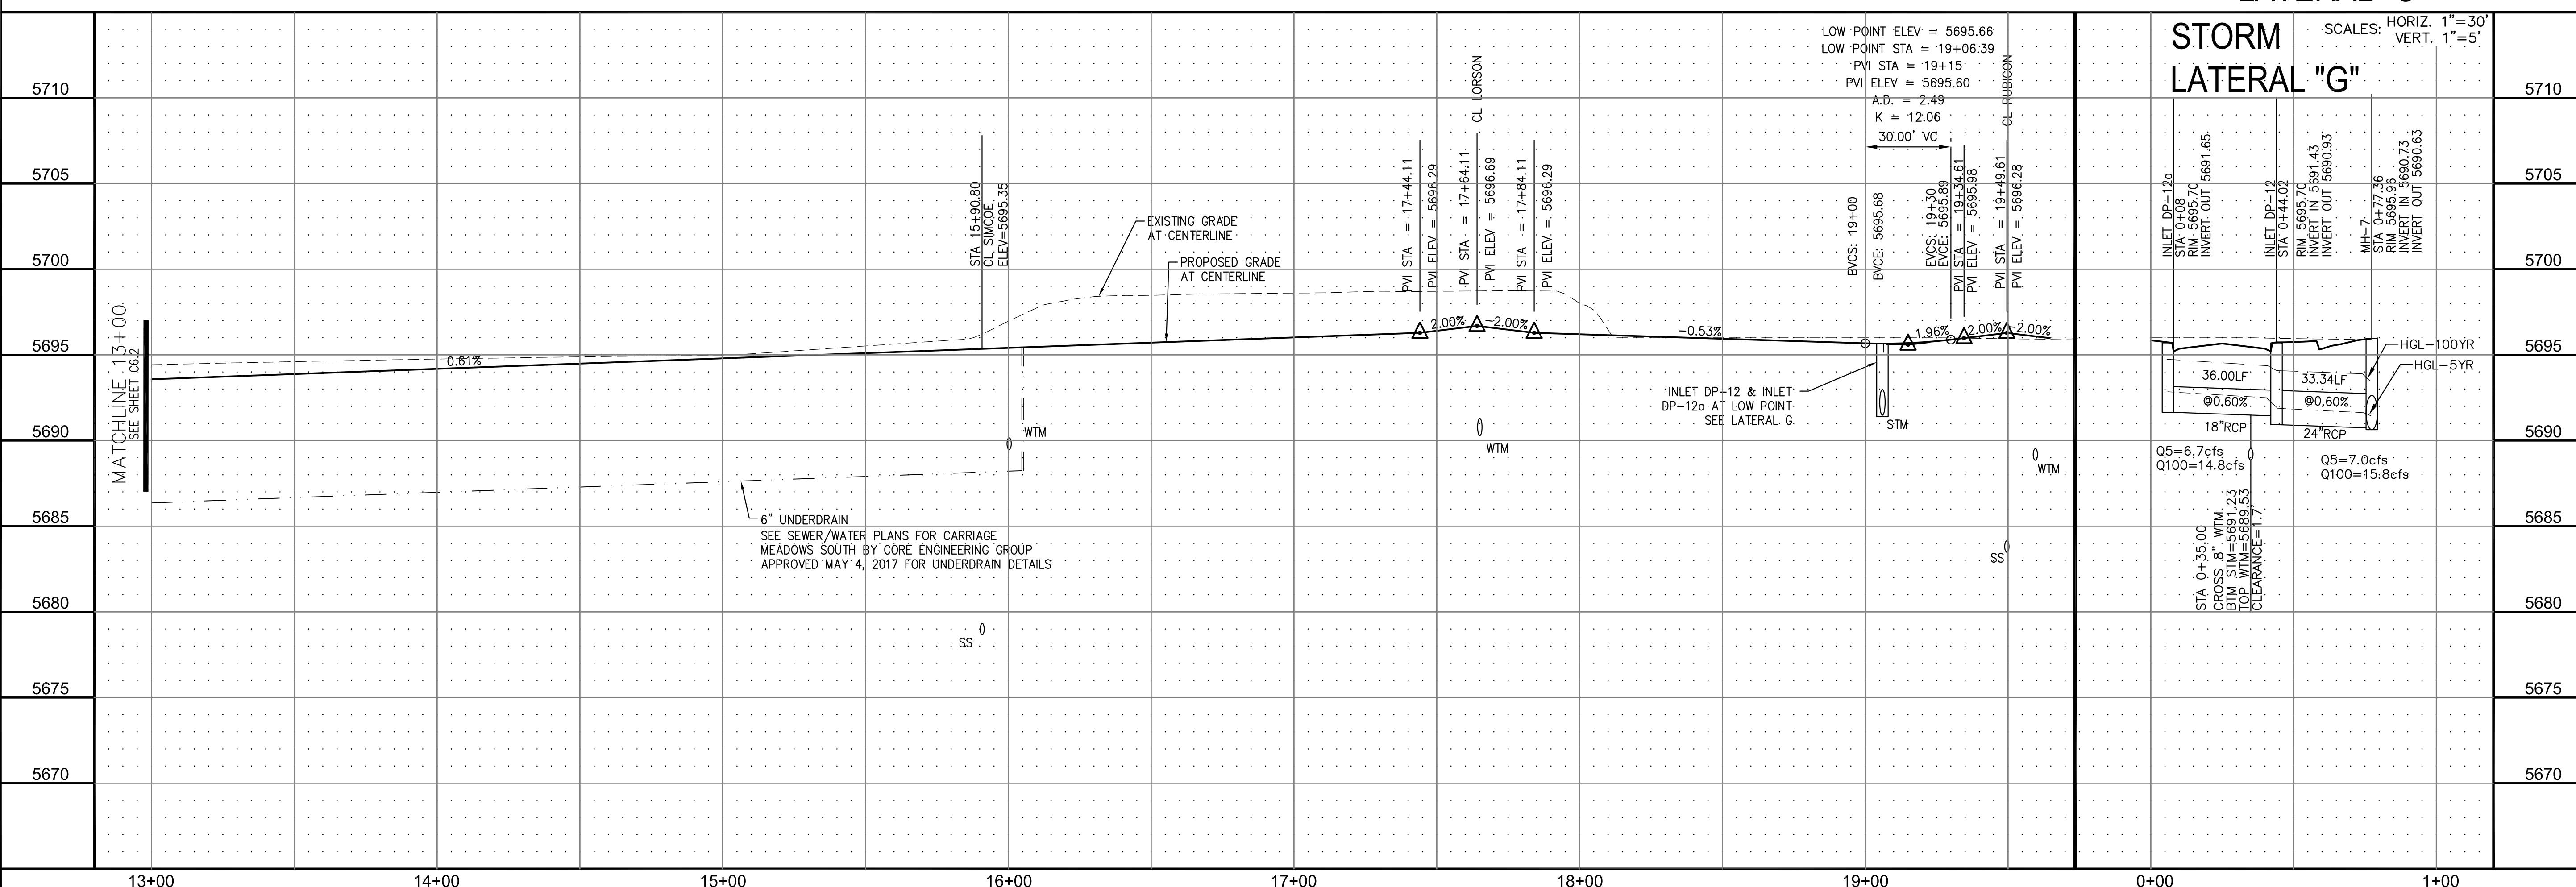 STORM
LATERAL "G"
SCALES: HORIZ. 1"=30'
VERT. 1"=5'
5710
5705
5700
5695
5690
5685
5680
5675
5670
MATCHLINE 13+00
SEE SHEET C6.2
0.61%
STA 15+90.80
CL SIMCOE
ELEV=5695.35
EXISTING GRADE
AT CENTERLINE
PROPOSED GRADE
AT CENTERLINE
WTM
6" UNDERDRAIN
SEE SEWER/WATER PLANS FOR CARRIAGE
MEADOWS SOUTH BY CORE ENGINEERING GROUP
APPROVED MAY 4, 2017 FOR UNDERDRAIN DETAILS
SS
PVI STA = 17+44.11
PVI ELEV = 5696.29
CL LORSON
PVI STA = 17+64.11
PVI ELEV = 5696.69
PVI STA = 17+84.11
PVI ELEV = 5696.29
2.00%
-2.00%
WTM
-0.53%
LOW POINT ELEV = 5695.66
LOW POINT STA = 19+06.39
PVI STA = 19+15
PVI ELEV = 5695.60
A.D. = 2.49
K = 12.06
30.00' VC
BVCS: 19+00
BVCE: 5695.68
EVCS: 19+30
EVCE: 5695.89
PVI STA = 19+34.61
PVI ELEV = 5695.98
CL RUBICON
PVI STA = 19+49.61
PVI ELEV = 5696.28
1.96%
2.00%
-2.00%
INLET DP-12 & INLET
DP-12a AT LOW POINT
SEE LATERAL G
STM
WTM
SS
INLET DP-12a
STA 0+08
RIM 5695.70
INVERT OUT 5691.65
INLET DP-12
STA 0+44.02
RIM 5695.70
INVERT IN 5691.43
INVERT OUT 5690.93
MH-7
STA 0+77.36
RIM 5695.96
INVERT IN 5690.73
INVERT OUT 5690.63
HGL-100YR
HGL-5YR
36.00LF
@0.60%
18"RCP
33.34LF
@0.60%
24"RCP
Q5=6.7cfs
Q100=14.8cfs
Q5=7.0cfs
Q100=15.8cfs
STA 0+35.00
CROSS 8" WTM
BTM STM=5691.23
TOP WTM=5689.53
CLEARANCE=1.7'
5710
5705
5700
5695
5690
5685
5680
5675
5670
13+00
14+00
15+00
16+00
17+00
18+00
19+00
0+00
1+00